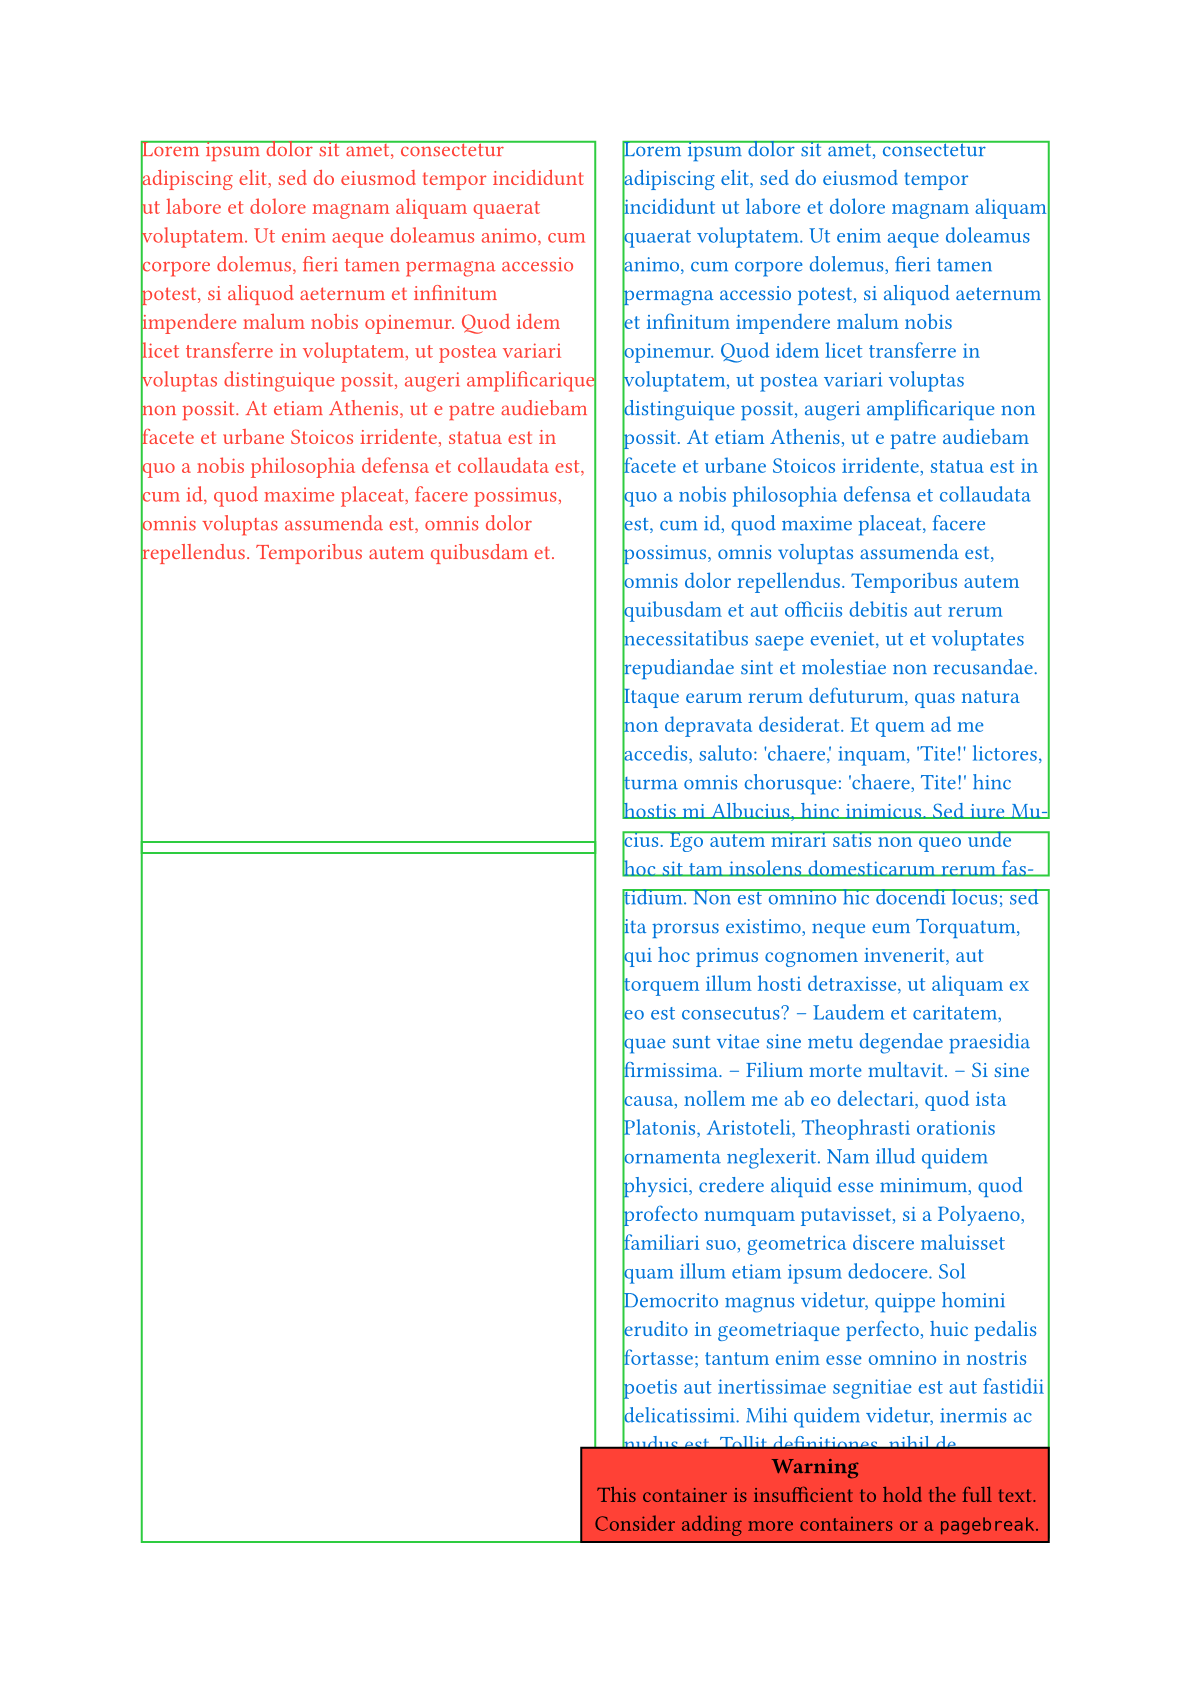 Lorem ipsum dolor sit amet, consectetur
adipiscing elit, sed do eiusmod tempor incididunt
ut labore et dolore magnam aliquam quaerat
voluptatem. Ut enim aeque doleamus animo, cum
corpore dolemus, fieri tamen permagna accessio
potest, si aliquod aeternum et infinitum
impendere malum nobis opinemur. Quod idem
licet transferre in voluptatem, ut postea variari
voluptas distinguique possit, augeri amplificarique
non possit. At etiam Athenis, ut e patre audiebam
facete et urbane Stoicos irridente, statua est in
quo a nobis philosophia defensa et collaudata est,
cum id, quod maxime placeat, facere possimus,
omnis voluptas assumenda est, omnis dolor
repellendus. Temporibus autem quibusdam et.
Lorem ipsum dolor sit amet, consectetur
adipiscing elit, sed do eiusmod tempor
incididunt ut labore et dolore magnam aliquam
quaerat voluptatem. Ut enim aeque doleamus
animo, cum corpore dolemus, fieri tamen
permagna accessio potest, si aliquod aeternum
et infinitum impendere malum nobis
opinemur. Quod idem licet transferre in
voluptatem, ut postea variari voluptas
distinguique possit, augeri amplificarique non
possit. At etiam Athenis, ut e patre audiebam
facete et urbane Stoicos irridente, statua est in
quo a nobis philosophia defensa et collaudata
est, cum id, quod maxime placeat, facere
possimus, omnis voluptas assumenda est,
omnis dolor repellendus. Temporibus autem
quibusdam et aut officiis debitis aut rerum
necessitatibus saepe eveniet, ut et voluptates
repudiandae sint et molestiae non recusandae.
Itaque earum rerum defuturum, quas natura
non depravata desiderat. Et quem ad me
accedis, saluto: 'chaere,' inquam, 'Tite!' lictores,
turma omnis chorusque: 'chaere, Tite!' hinc
hostis mi Albucius, hinc inimicus. Sed iure Mu-
cius. Ego autem mirari satis non queo unde
hoc sit tam insolens domesticarum rerum fas-
tidium. Non est omnino hic docendi locus; sed
ita prorsus existimo, neque eum Torquatum,
qui hoc primus cognomen invenerit, aut
torquem illum hosti detraxisse, ut aliquam ex
eo est consecutus? – Laudem et caritatem,
quae sunt vitae sine metu degendae praesidia
firmissima. – Filium morte multavit. – Si sine
causa, nollem me ab eo delectari, quod ista
Platonis, Aristoteli, Theophrasti orationis
ornamenta neglexerit. Nam illud quidem
physici, credere aliquid esse minimum, quod
profecto numquam putavisset, si a Polyaeno,
familiari suo, geometrica discere maluisset
quam illum etiam ipsum dedocere. Sol
Democrito magnus videtur, quippe homini
erudito in geometriaque perfecto, huic pedalis
fortasse; tantum enim esse omnino in nostris
poetis aut inertissimae segnitiae est aut fastidii
delicatissimi. Mihi quidem videtur, inermis ac
nudus est. Tollit definitiones, nihil de
Warning
This container is insufficient to hold the full text.
Consider adding more containers or a pagebreak.